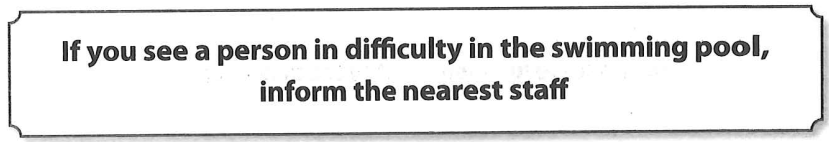 If you see a person in difficulty in the swimming pool,
inform the nearest staff